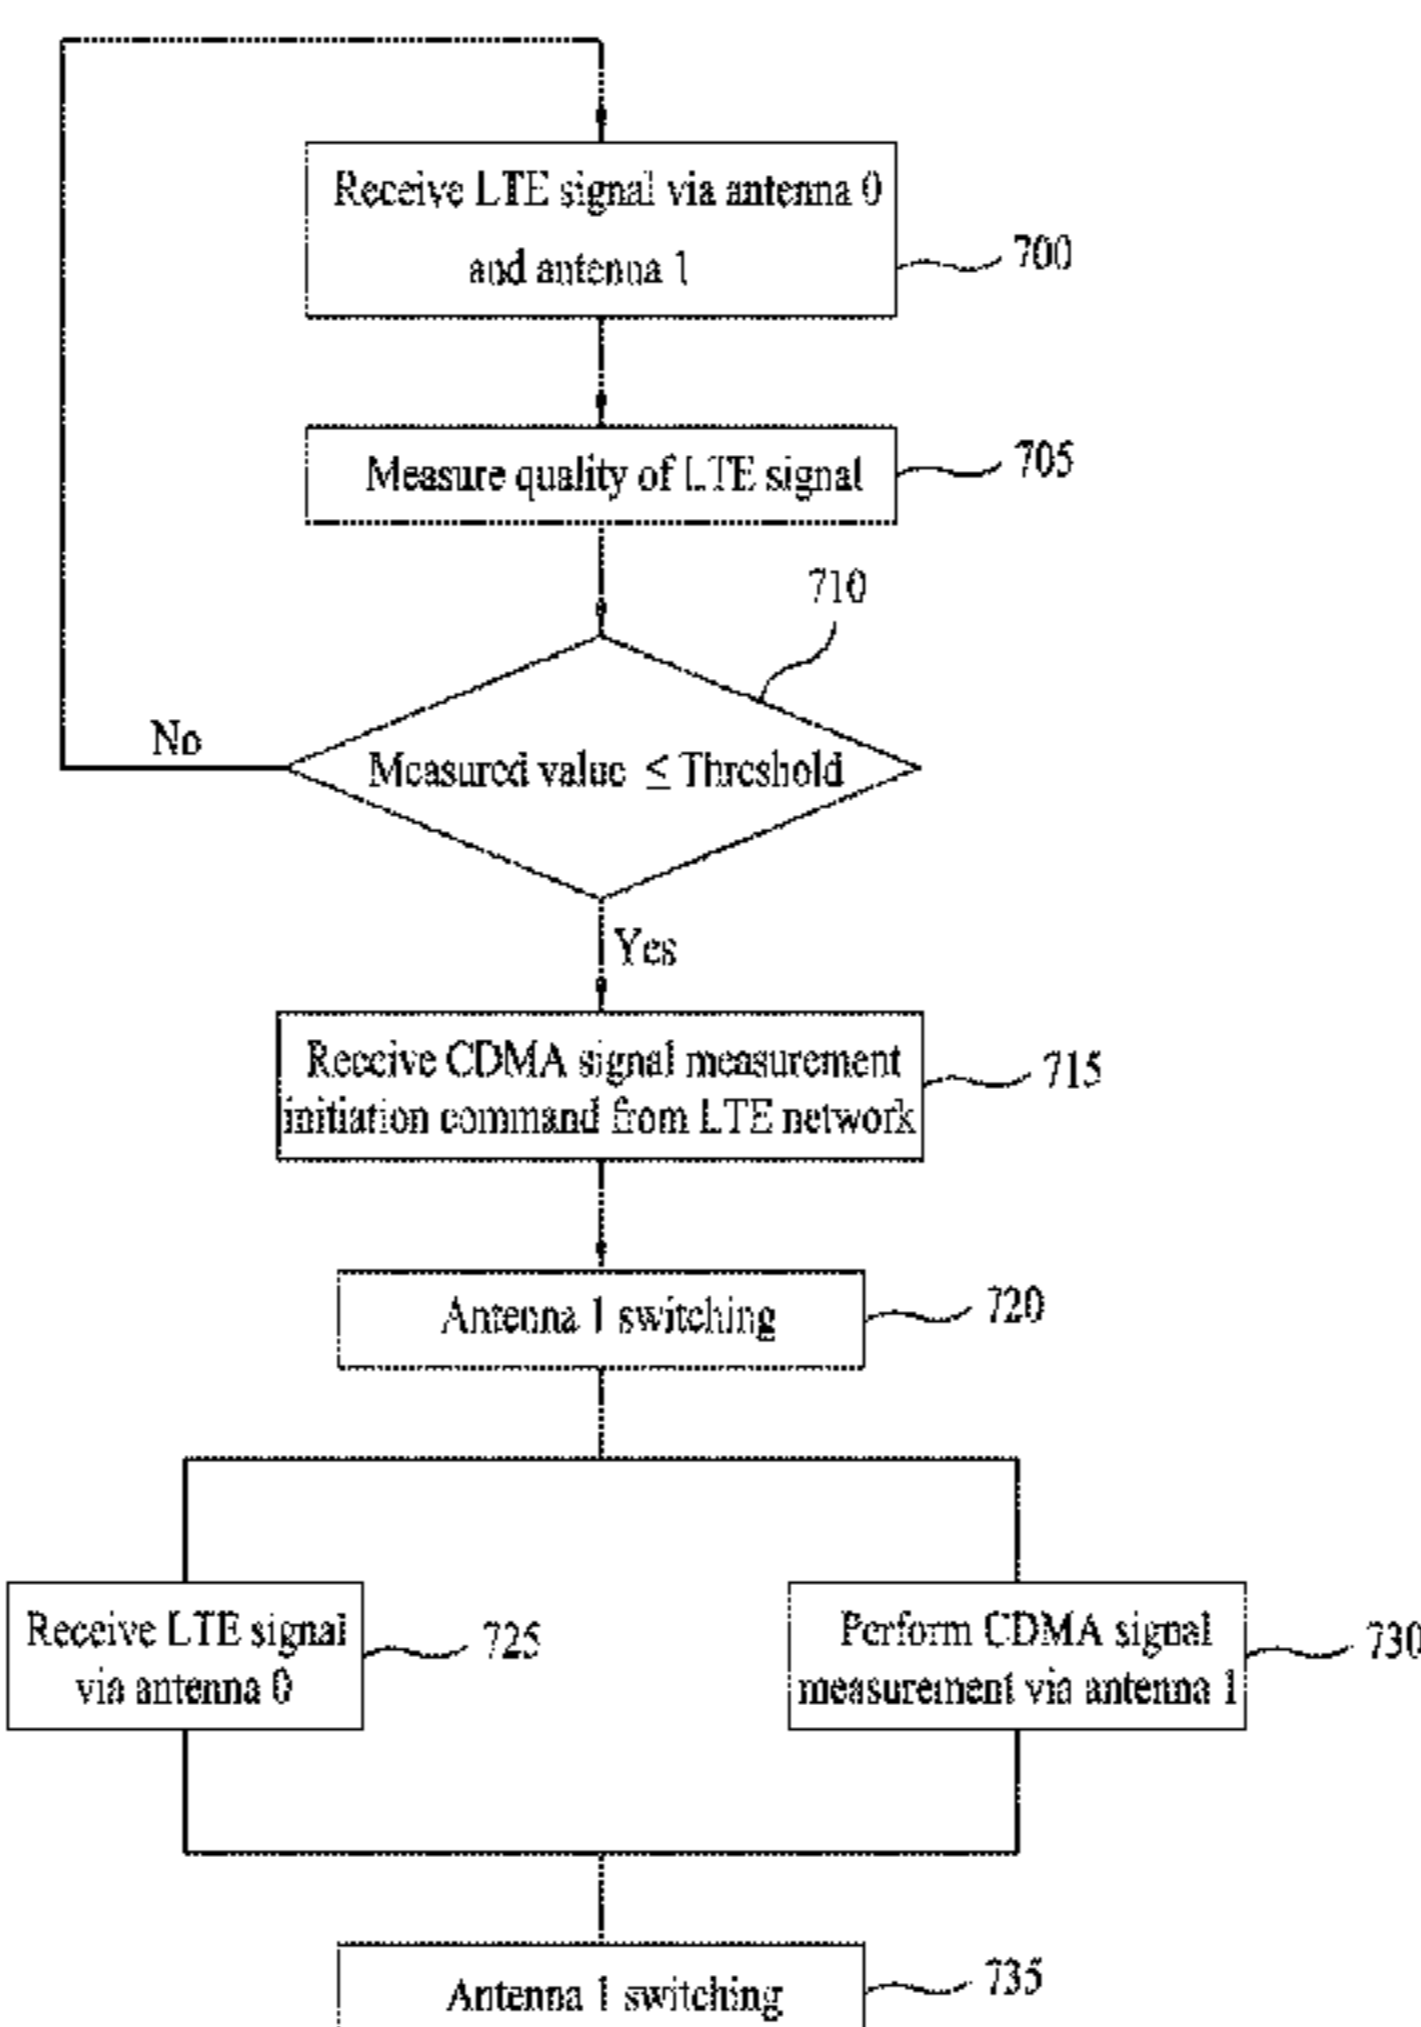 Receive LTE signal via antenna 0
and antenna 1
700
Measure quality of LTE signal
705
710
No
Measured value ≤ Threshold
Yes
Receive CDMA signal measurement
initiation command from LTE network
715
Antenna 1 switching
720
Receive LTE signal
via antenna 0
725
Perform CDMA signal
measurement via antenna 1
730
Antenna 1 switching
735